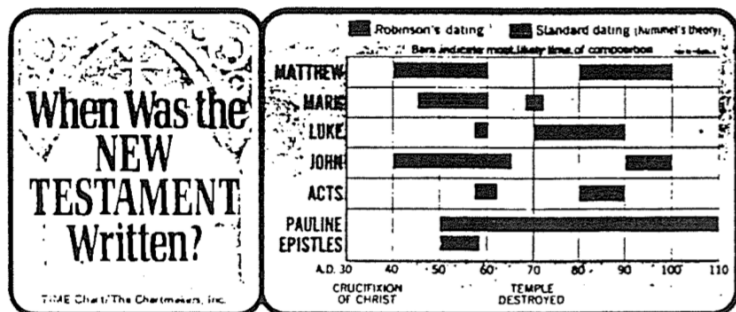 When Was the
NEW
TESTAMENT
Written?
TIME Chart/The Chartmakers, Inc.
Robinson's dating
Standard dating (Kummel's theory)
Bars indicate most likely time of composition
MATTHEW
MARK
LUKE
JOHN
ACTS
PAULINE
EPISTLES
A.D. 30 40 50 60 70 80 90 100 110
CRUCIFIXION
OF CHRIST
TEMPLE
DESTROYED